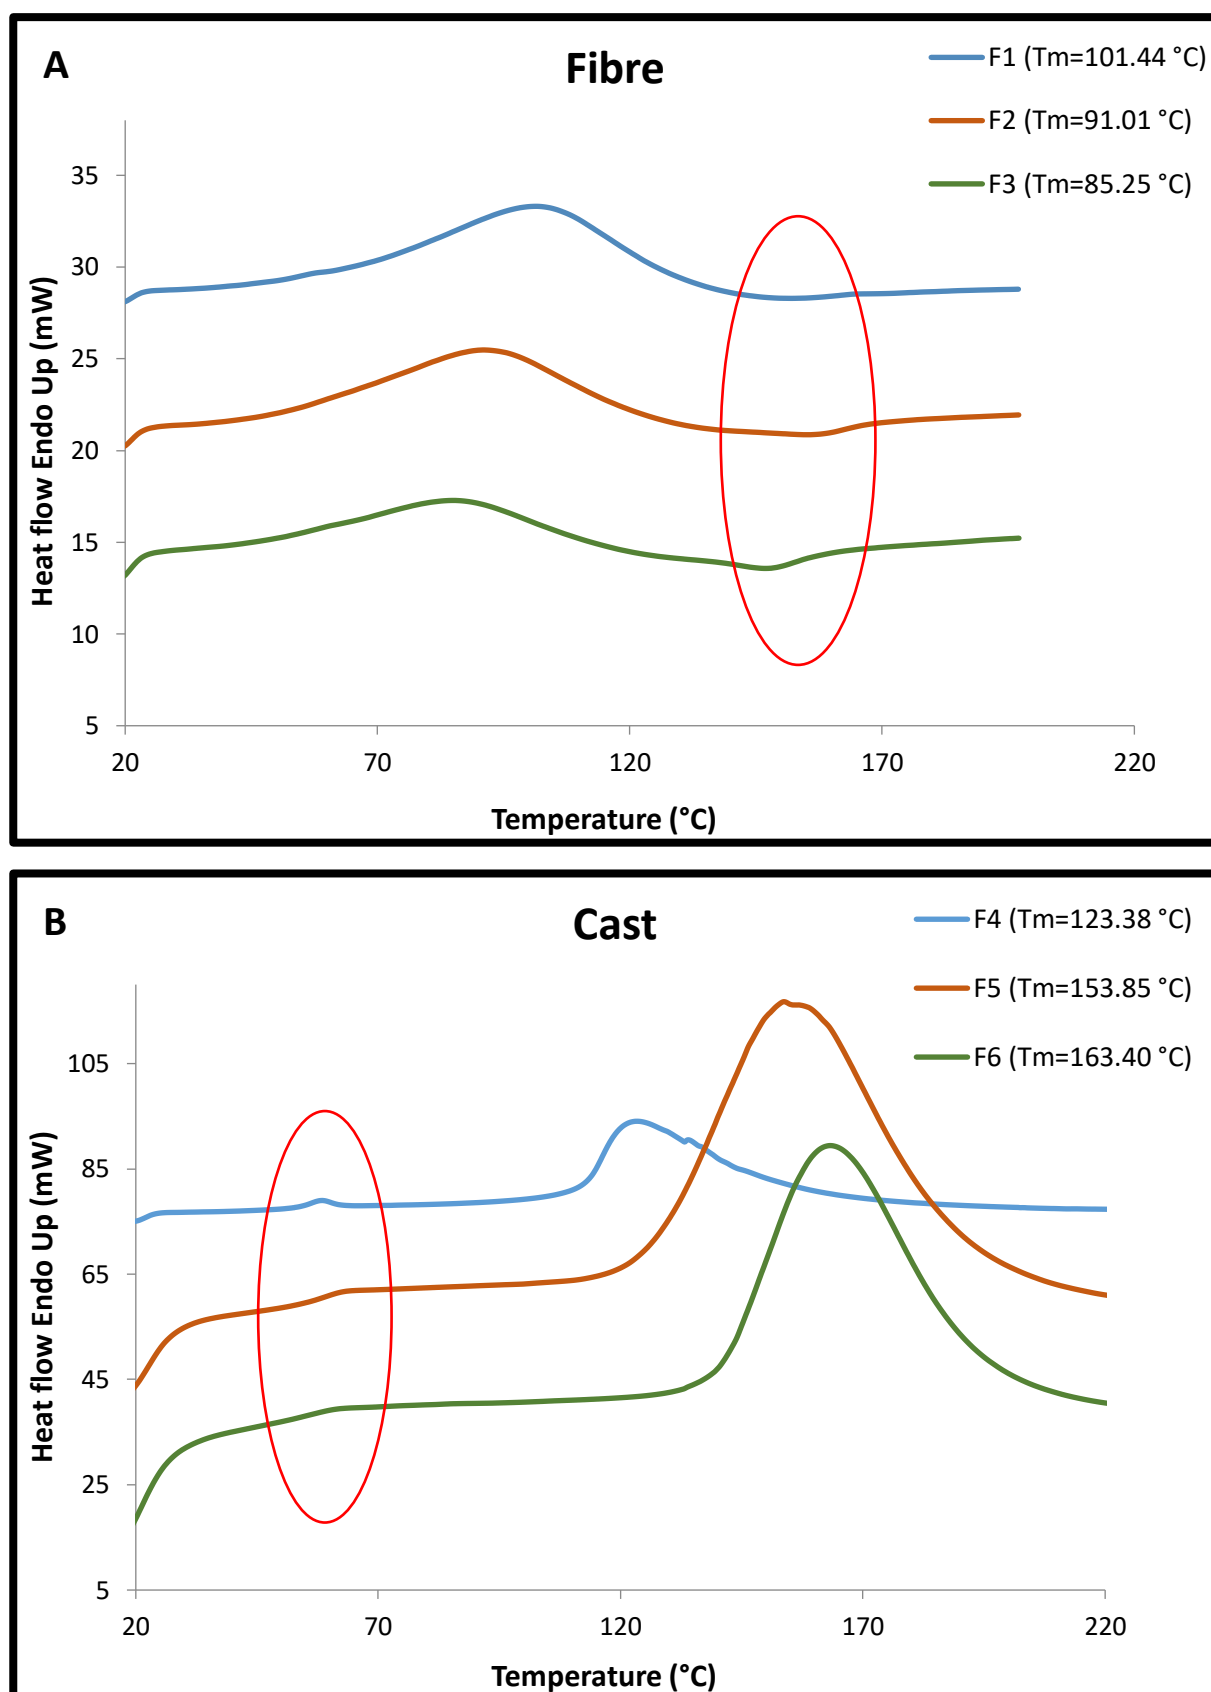 A
Fibre
F1 (Tm=101.44 °C)
F2 (Tm=91.01 °C)
F3 (Tm=85.25 °C)
Heat flow Endo Up (mW)
35
30
25
20
15
10
5
20 70 120 170 220
Temperature (°C)
B
Cast
F4 (Tm=123.38 °C)
F5 (Tm=153.85 °C)
F6 (Tm=163.40 °C)
Heat flow Endo Up (mW)
105
85
65
45
25
5
20 70 120 170 220
Temperature (°C)